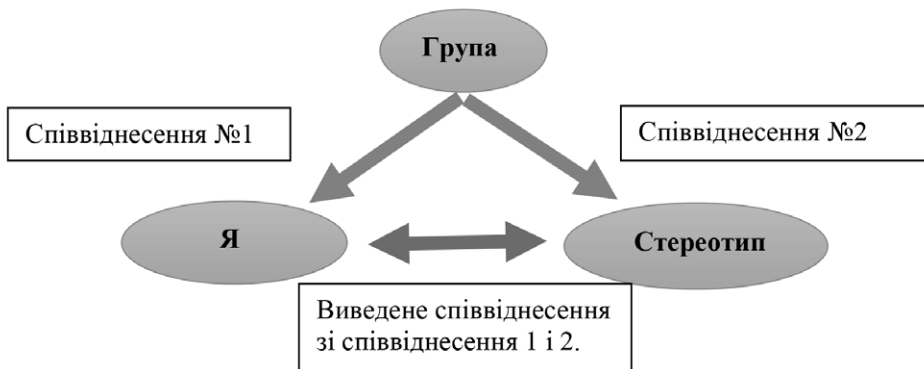 Група
Співвіднесення №1
Співвіднесення №2
Я
Стереотип
Виведене співвіднесення
зі співвіднесення 1 і 2.